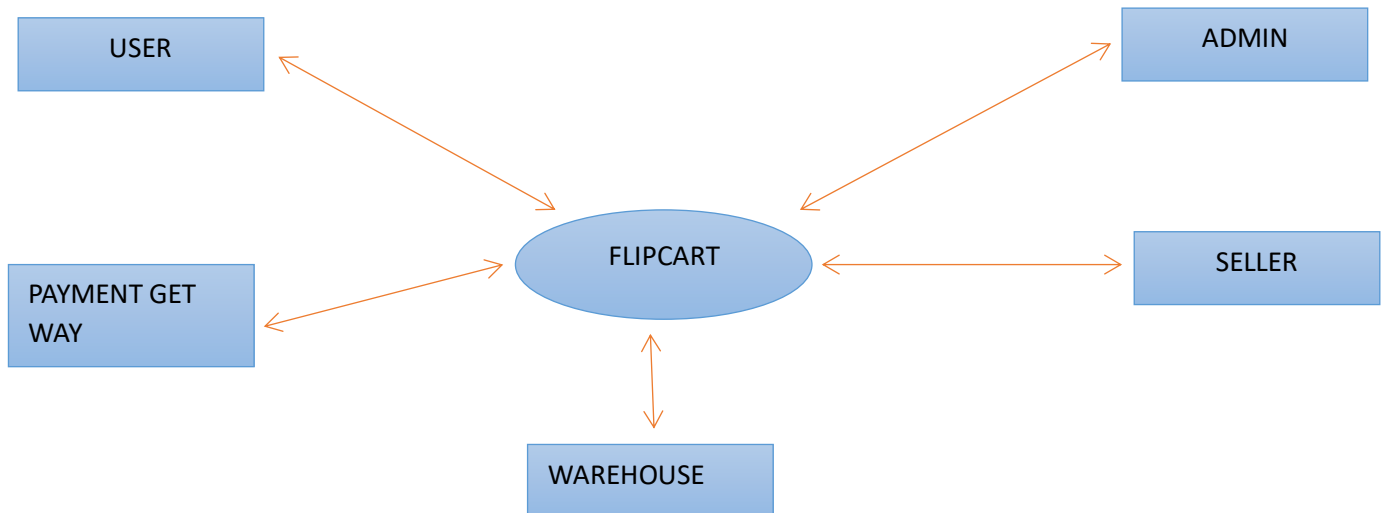 USER
ADMIN
FLIPCART
SELLER
PAYMENT GET
WAY
WAREHOUSE